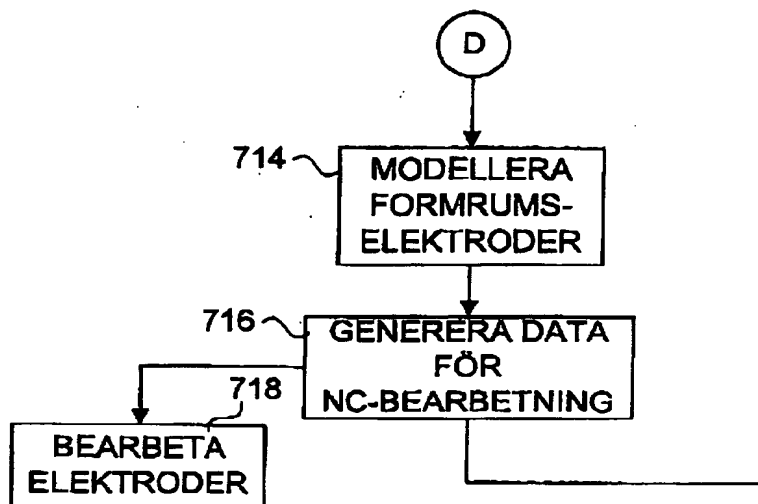 D
714
MODELLERA
FORMRUMS-
ELEKTRODER
716
GENERERA DATA
FÖR
NC-BEARBETNING
718
BEARBETA
ELEKTRODER